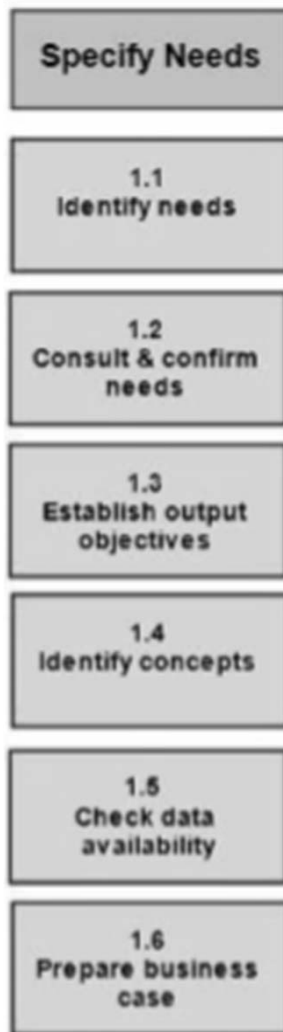 Specify Needs
1.1
Identify needs
1.2
Consult & confirm
needs
1.3
Establish output
objectives
1.4
Identify concepts
1.5
Check data
availability
1.6
Prepare business
case